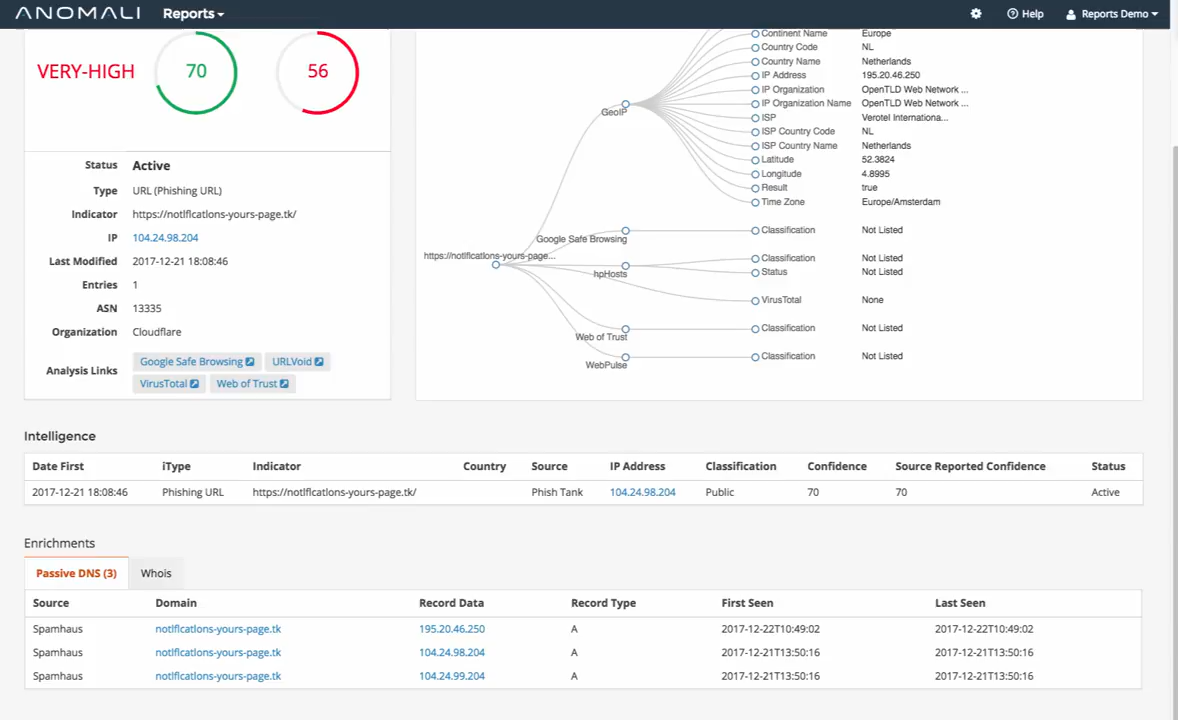 ANOMALI Reports Help Reports Demo
VERY-HIGH 70 56
Status Active
Type URL (Phishing URL)
Indicator https://notlflcatlons-yours-page.tk/
IP 104.24.98.204
Last Modified 2017-12-21 18:08:46
Entries 1
ASN 13335
Organization Cloudflare
Analysis Links Google Safe Browsing URLVoid
VirusTotal Web of Trust
https://notlflcatlons-yours-page...
GeoIP
Continent Name Europe
Country Code NL
Country Name Netherlands
IP Address 195.20.46.250
IP Organization OpenTLD Web Network ...
IP Organization Name OpenTLD Web Network ...
ISP Verotel Internationa...
ISP Country Code NL
ISP Country Name Netherlands
Latitude 52.3824
Longitude 4.8995
Result true
Time Zone Europe/Amsterdam
Google Safe Browsing Classification Not Listed
hpHosts Classification Not Listed
Status Not Listed
VirusTotal None
Web of Trust Classification Not Listed
WebPulse Classification Not Listed
Intelligence
Date First iType Indicator Country Source IP Address Classification Confidence Source Reported Confidence Status
2017-12-21 18:08:46 Phishing URL https://notlflcatlons-yours-page.tk/ Phish Tank 104.24.98.204 Public 70 70 Active
Enrichments
Passive DNS (3) Whois
Source Domain Record Data Record Type First Seen Last Seen
Spamhaus notlflcatlons-yours-page.tk 195.20.46.250 A 2017-12-22T10:49:02 2017-12-22T10:49:02
Spamhaus notlflcatlons-yours-page.tk 104.24.98.204 A 2017-12-21T13:50:16 2017-12-21T13:50:16
Spamhaus notlflcatlons-yours-page.tk 104.24.99.204 A 2017-12-21T13:50:16 2017-12-21T13:50:16